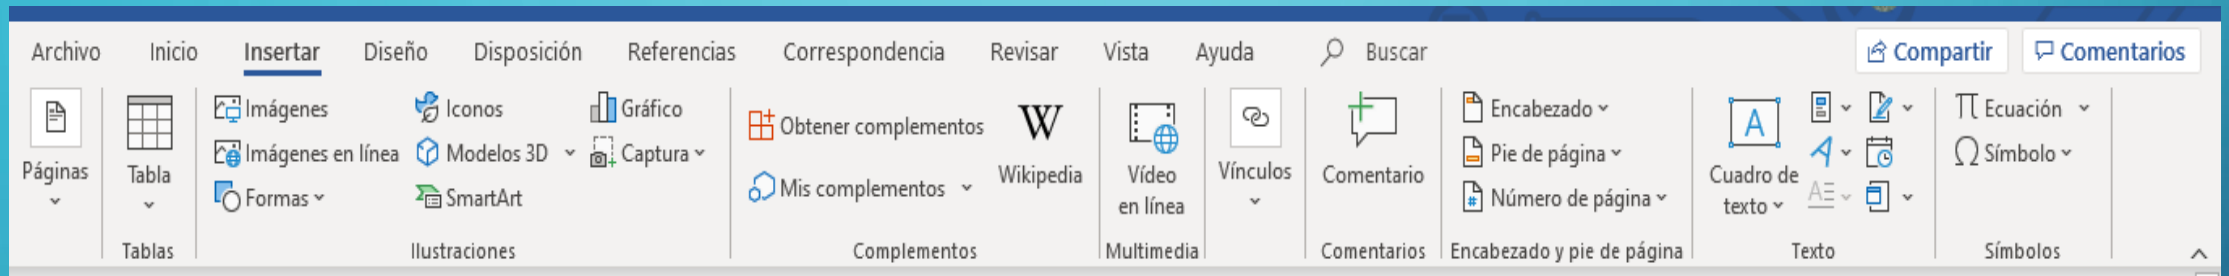 Archivo Inicio Insertar Diseño Disposición Referencias Correspondencia Revisar Vista Ayuda Buscar Compartir Comentarios
Páginas
Tabla
Tablas
Imágenes
Imágenes en línea
Formas
Iconos
Modelos 3D
SmartArt
Gráfico
Captura
Ilustraciones
Obtener complementos
Mis complementos
W
Wikipedia
Complementos
Vídeo
en línea
Multimedia
Vínculos
Comentario
Comentarios
Encabezado
Pie de página
# Número de página
Encabezado y pie de página
A
Cuadro de
texto
A
A
Texto
π Ecuación
Ω Símbolo
Símbolos